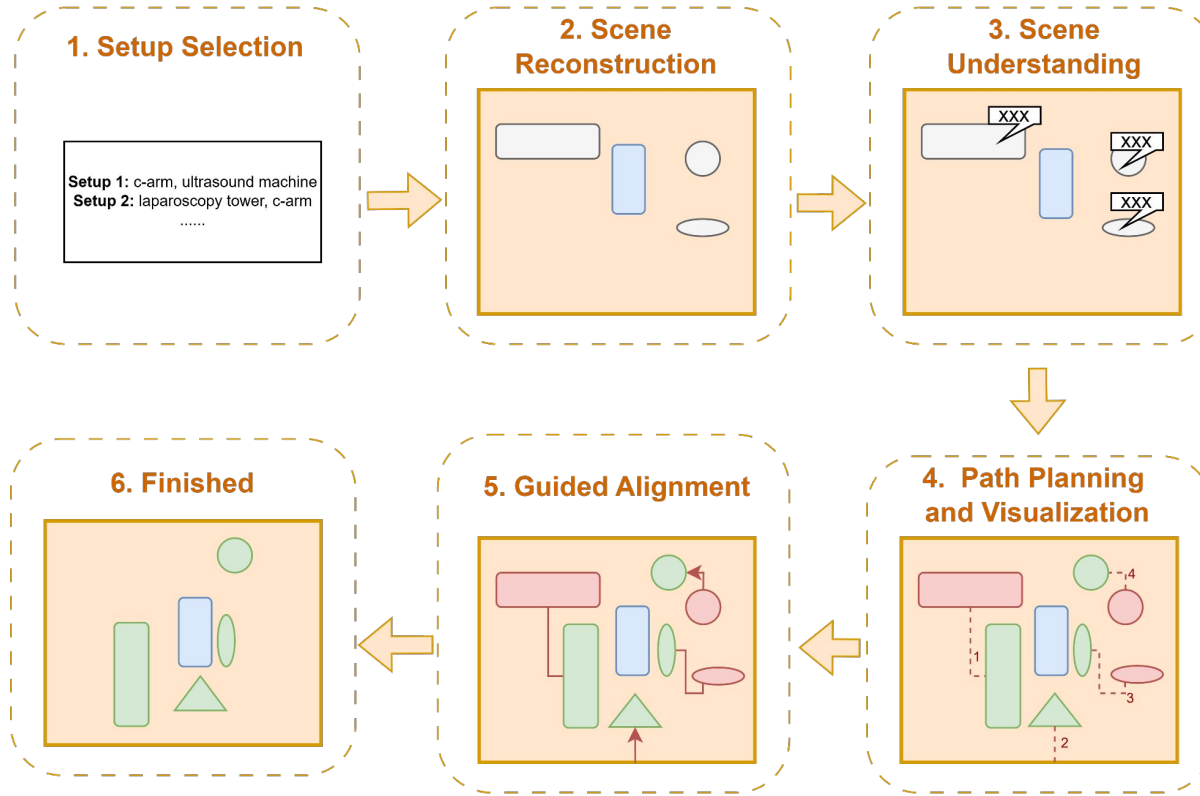 1. Setup Selection
Setup 1: c-arm, ultrasound machine
Setup 2: laparoscopy tower, c-arm
......
2. Scene
Reconstruction
3. Scene
Understanding
XXX
XXX
XXX
4. Path Planning
and Visualization
4
1
3
2
5. Guided Alignment
6. Finished